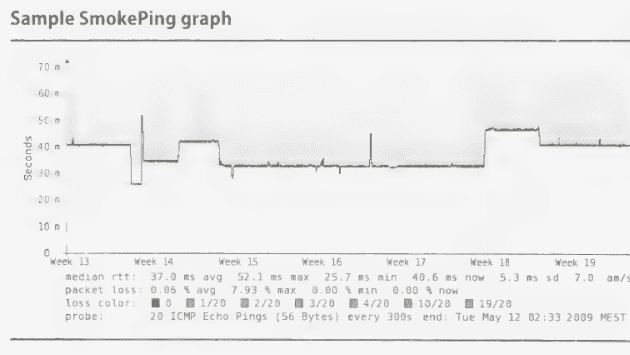 Sample SmokePing graph
70 m
60 m
50 m
40 m
30 m
20 m
10 m
0
Seconds
Week 13 Week 14 Week 15 Week 16 Week 17 Week 18 Week 19
median rtt: 37.0 ms avg 52.1 ms max 25.7 ms min 40.6 ms now 5.3 ms sd 7.0 am/s
packet loss: 0.06 % avg 7.93 % max 0.00 % min 0.00 % now
loss color: 0 1/20 2/20 3/20 4/20 10/20 19/20
probe: 20 ICMP Echo Pings (56 Bytes) every 300s end: Tue May 12 02:33 2009 MEST